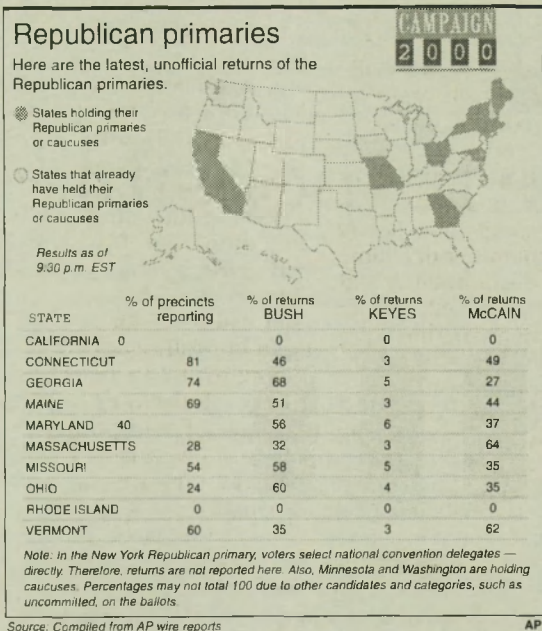 Republican primaries
CAMPAIGN
2000
Here are the latest, unofficial returns of the
Republican primaries.
States holding their
Republican primaries
or caucuses
States that already
have held their
Republican primaries
or caucuses
Results as of
9:30 p.m. EST
STATE % of precincts reporting % of returns BUSH % of returns KEYES % of returns McCAIN
CALIFORNIA 0 0 0 0
CONNECTICUT 81 46 3 49
GEORGIA 74 68 5 27
MAINE 69 51 3 44
MARYLAND 40 56 6 37
MASSACHUSETTS 28 32 3 64
MISSOURI 54 58 5 35
OHIO 24 60 4 35
RHODE ISLAND 0 0 0 0
VERMONT 60 35 3 62
Note: In the New York Republican primary, voters select national convention delegates —
directly. Therefore, returns are not reported here. Also, Minnesota and Washington are holding
caucuses. Percentages may not total 100 due to other candidates and categories, such as
uncommitted, on the ballots.
Source: Compiled from AP wire reports
AP